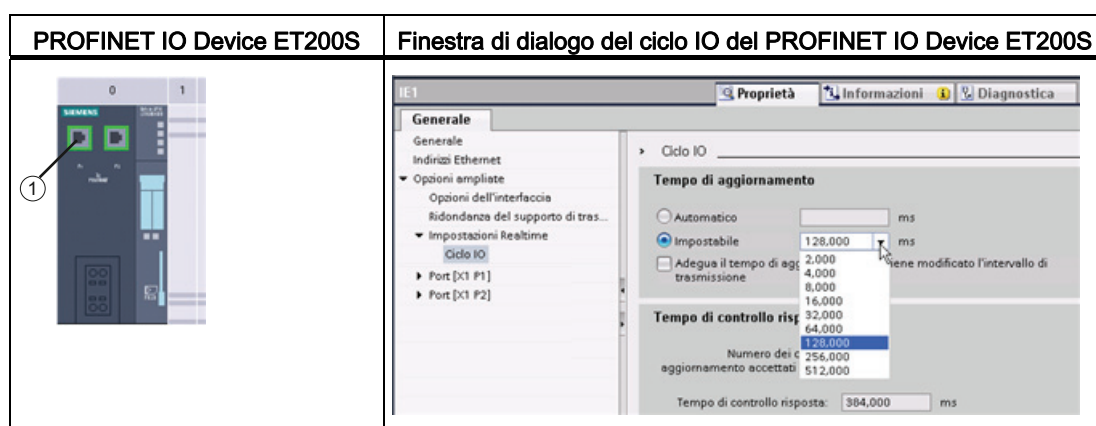 PROFINET IO Device ET200S
Finestra di dialogo del ciclo IO del PROFINET IO Device ET200S
0 1
SIEMENS
1
IE1
Proprietà
Informazioni
Diagnostica
Generale
Generale
Indirizzi Ethernet
Opzioni ampliate
Opzioni dell'interfaccia
Ridondanza del supporto di tras...
Impostazioni Realtime
Ciclo IO
Port [X1 P1]
Port [X1 P2]
Ciclo IO
Tempo di aggiornamento
Automatico ms
Impostabile 128,000 ms
Adegua il tempo di iene modificato l'intervallo di
trasmissione
2,000
4,000
8,000
16,000
32,000
64,000
128,000
256,000
512,000
Tempo di controllo
Numero dei
aggiornamento accettati
Tempo di controllo risposta: 384,000 ms